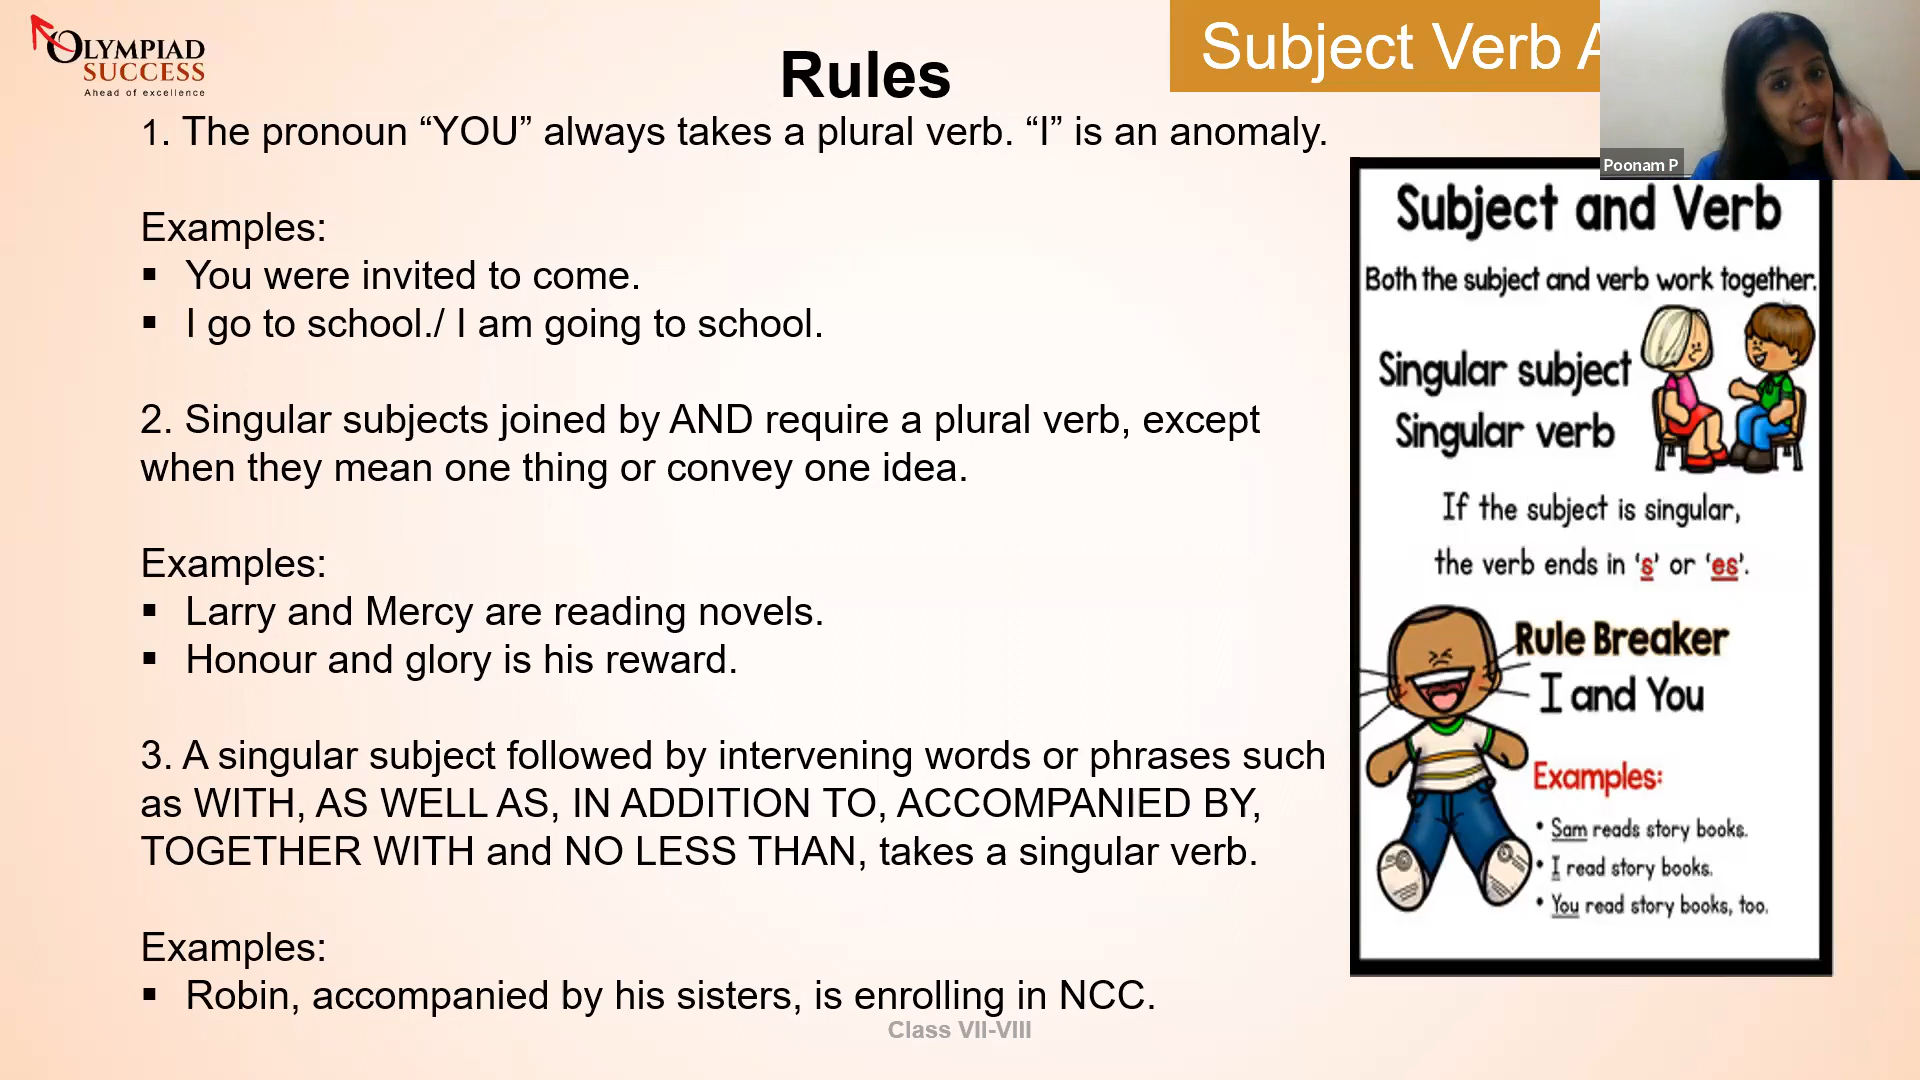 OLYMPIAD
SUCCESS
Ahead of excellence
Rules
Subject Verb A
Poonam P
1. The pronoun “YOU” always takes a plural verb. “I” is an anomaly.
Examples:
▪ You were invited to come.
▪ I go to school./ I am going to school.
2. Singular subjects joined by AND require a plural verb, except
when they mean one thing or convey one idea.
Examples:
▪ Larry and Mercy are reading novels.
▪ Honour and glory is his reward.
3. A singular subject followed by intervening words or phrases such
as WITH, AS WELL AS, IN ADDITION TO, ACCOMPANIED BY,
TOGETHER WITH and NO LESS THAN, takes a singular verb.
Examples:
▪ Robin, accompanied by his sisters, is enrolling in NCC.
Class VII-VIII
Subject and Verb
Both the subject and verb work together.
Singular subject
Singular verb
If the subject is singular,
the verb ends in ‘s’ or ‘es’.
Rule Breaker
I and You
Examples:
• Sam reads story books.
• I read story books.
• You read story books, too.